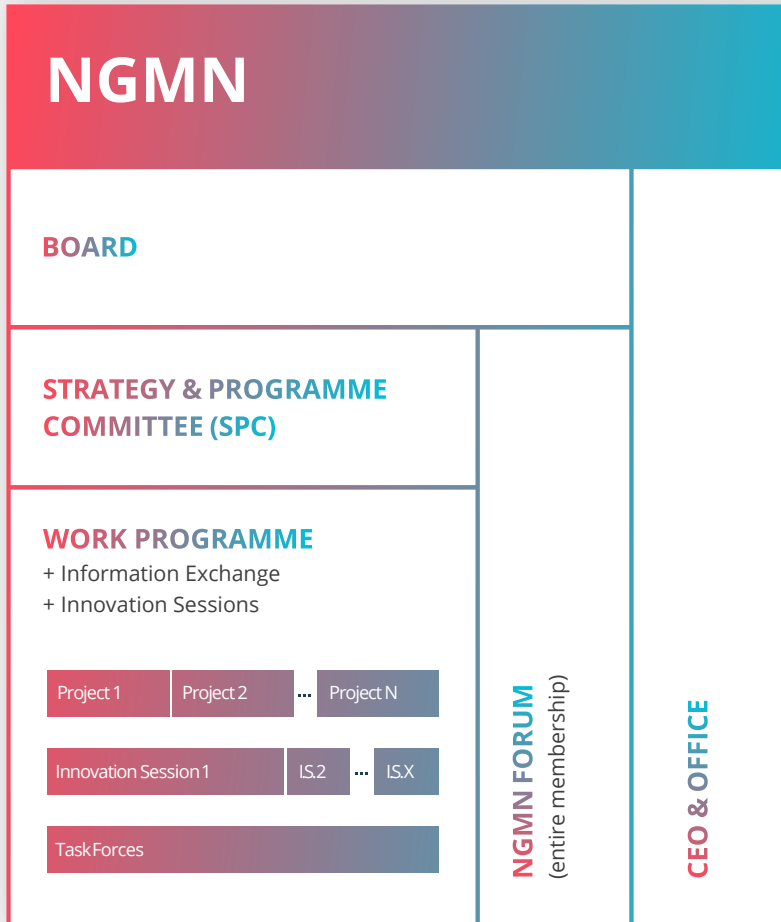 NGMN
BOARD
STRATEGY & PROGRAMME
COMMITTEE (SPC)
WORK PROGRAMME
+ Information Exchange
+ Innovation Sessions
Project 1
Project 2
...
Project N
Innovation Session 1
I.S.2
...
I.S.X
Task Forces
NGMN FORUM
(entire membership)
CEO & OFFICE